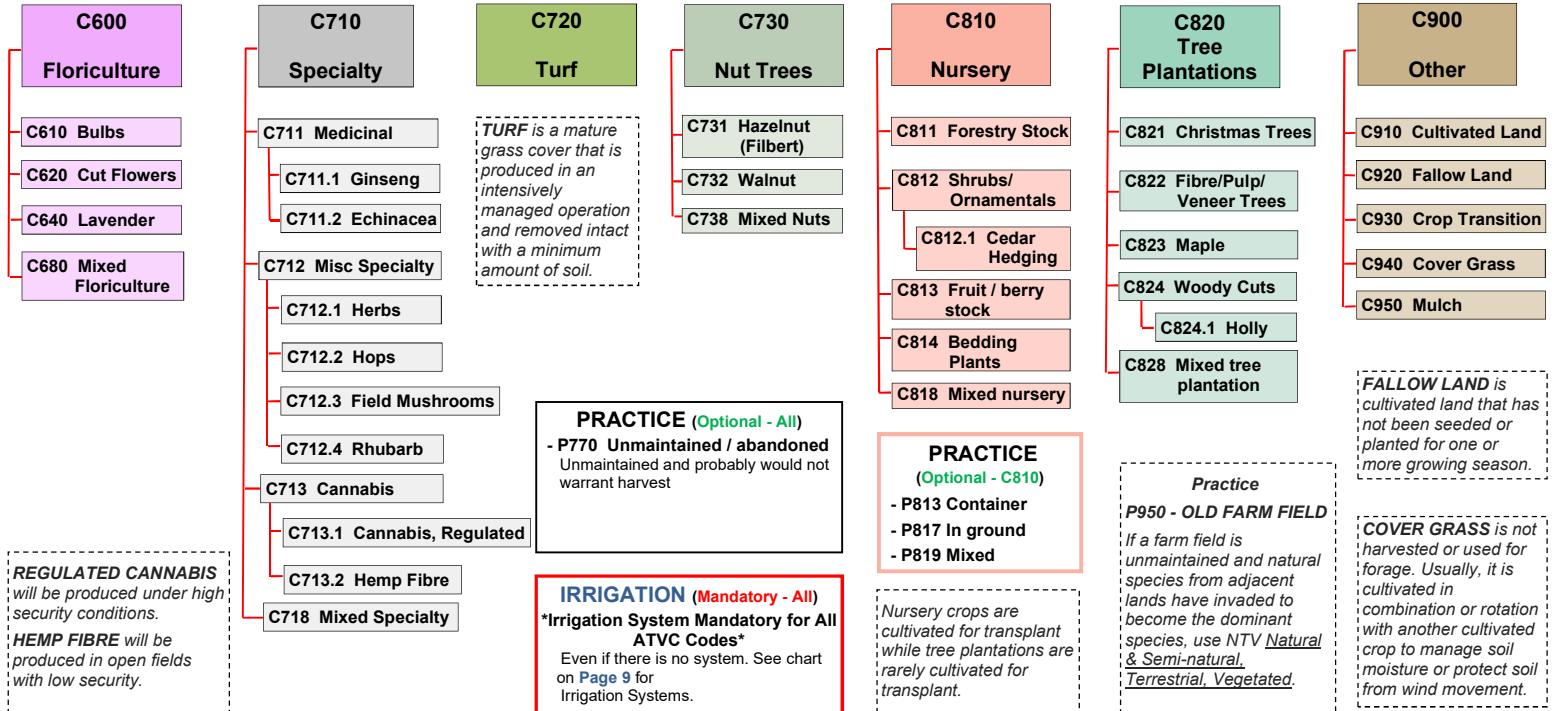 C600
Floriculture
C610 Bulbs
C620 Cut Flowers
C640 Lavender
C680 Mixed
Floriculture
REGULATED CANNABIS
will be produced under high
security conditions.
HEMP FIBRE will be
produced in open fields
with low security.
C710
Specialty
C711 Medicinal
C711.1 Ginseng
C711.2 Echinacea
C712 Misc Specialty
C712.1 Herbs
C712.2 Hops
C712.3 Field Mushrooms
C712.4 Rhubarb
C713 Cannabis
C713.1 Cannabis, Regulated
C713.2 Hemp Fibre
C718 Mixed Specialty
C720
Turf
TURF is a mature
grass cover that is
produced in an
intensively
managed operation
and removed intact
with a minimum
amount of soil.
C730
Nut Trees
C731 Hazelnut
(Filbert)
C732 Walnut
C738 Mixed Nuts
PRACTICE (Optional - All)
- P770 Unmaintained / abandoned
Unmaintained and probably would not
warrant harvest
IRRIGATION (Mandatory - All)
*Irrigation System Mandatory for All
ATVC Codes*
Even if there is no system. See chart
on Page 9 for
Irrigation Systems.
C810
Nursery
C811 Forestry Stock
C812 Shrubs/
Ornamentals
C812.1 Cedar
Hedging
C813 Fruit / berry
stock
C814 Bedding
Plants
C818 Mixed nursery
PRACTICE
(Optional - C810)
- P813 Container
- P817 In ground
- P819 Mixed
Nursery crops are
cultivated for transplant
while tree plantations are
rarely cultivated for
transplant.
C820
Tree
Plantations
C821 Christmas Trees
C822 Fibre/Pulp/
Veneer Trees
C823 Maple
C824 Woody Cuts
C824.1 Holly
C828 Mixed tree
plantation
Practice
P950 - OLD FARM FIELD
If a farm field is
unmaintained and natural
species from adjacent
lands have invaded to
become the dominant
species, use NTV Natural
& Semi-natural,
Terrestrial, Vegetated.
C900
Other
C910 Cultivated Land
C920 Fallow Land
C930 Crop Transition
C940 Cover Grass
C950 Mulch
FALLOW LAND is
cultivated land that has
not been seeded or
planted for one or
more growing season.
COVER GRASS is not
harvested or used for
forage. Usually, it is
cultivated in
combination or rotation
with another cultivated
crop to manage soil
moisture or protect soil
from wind movement.